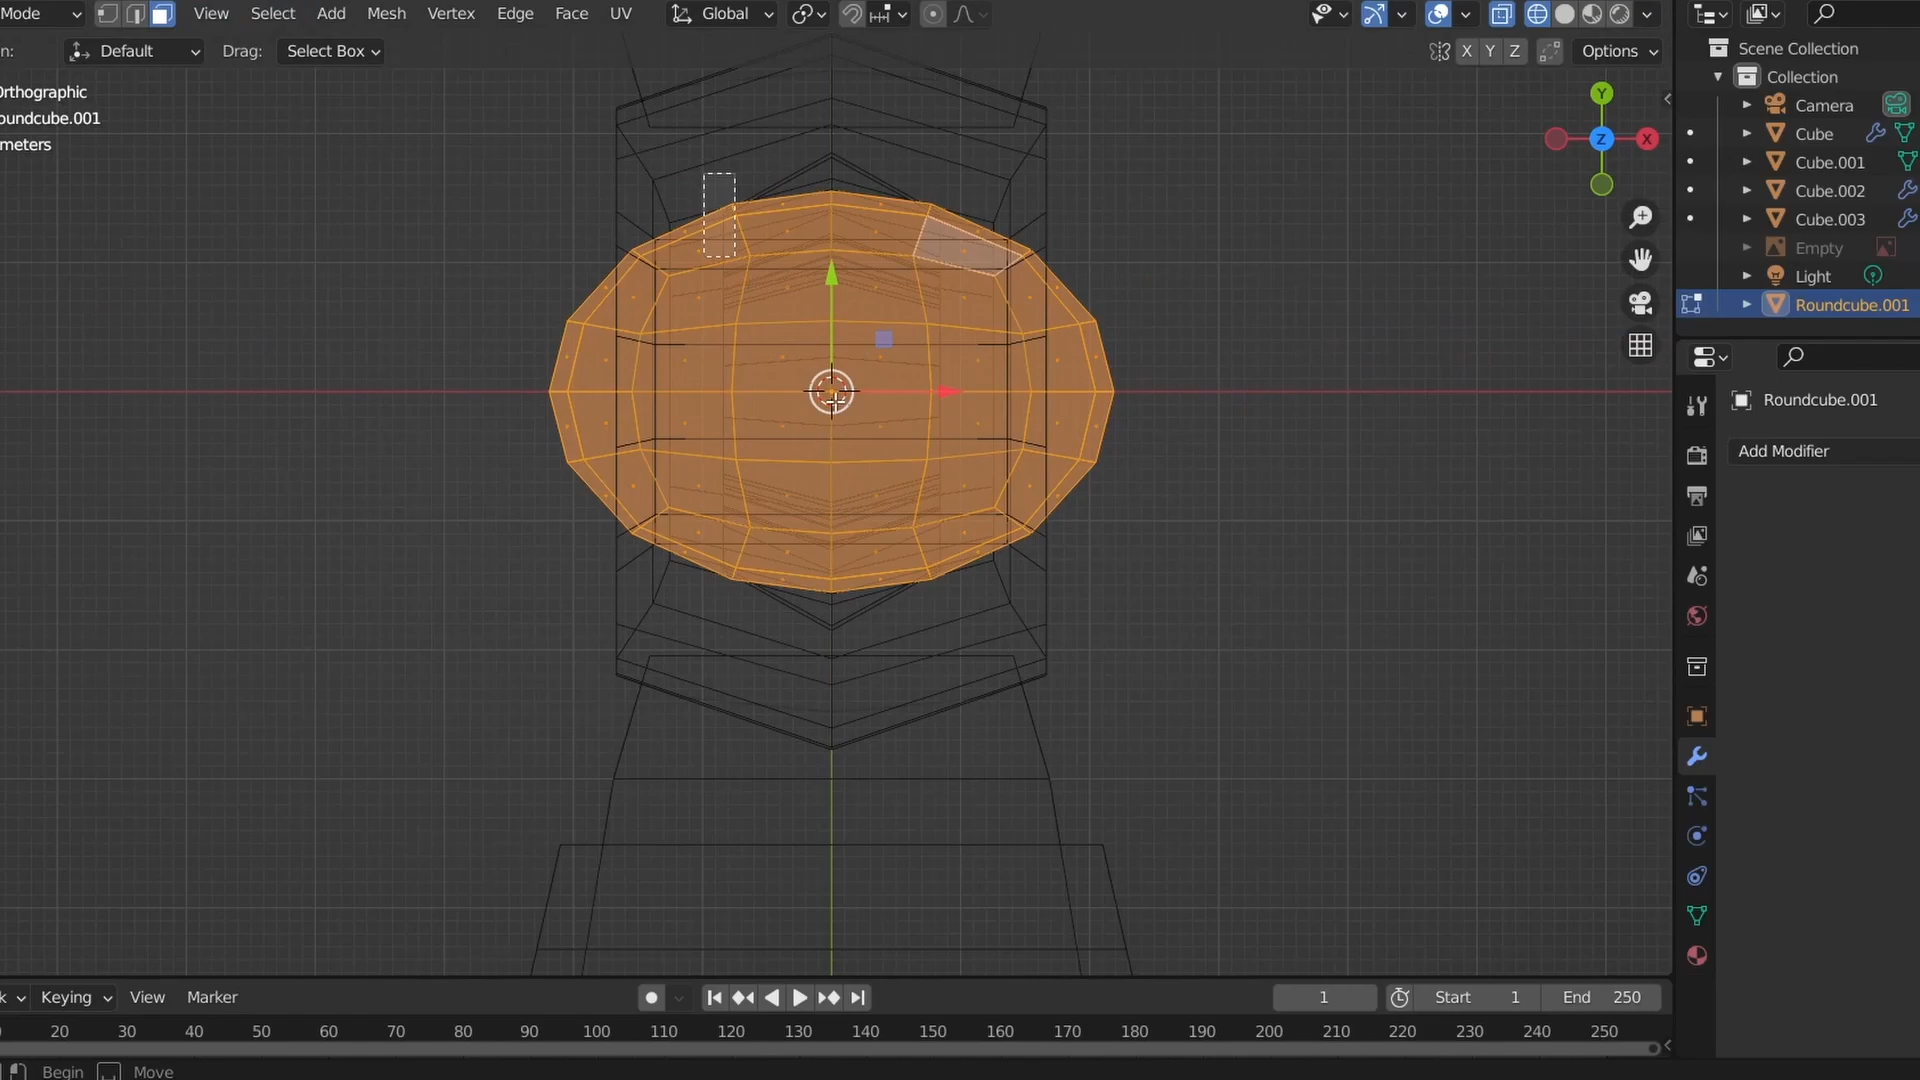 Mode View Select Add Mesh Vertex Edge Face UV Global
n: Default Drag: Select Box X Y Z Options
Orthographic
oundcube.001
meters
Y
Z X
Scene Collection
Collection
Camera
Cube
Cube.001
Cube.002
Cube.003
Empty
Light
Roundcube.001
Roundcube.001
Add Modifier
k Keying View Marker 1 Start 1 End 250
20 30 40 50 60 70 80 90 100 110 120 130 140 150 160 170 180 190 200 210 220 230 240 250
Begin Move